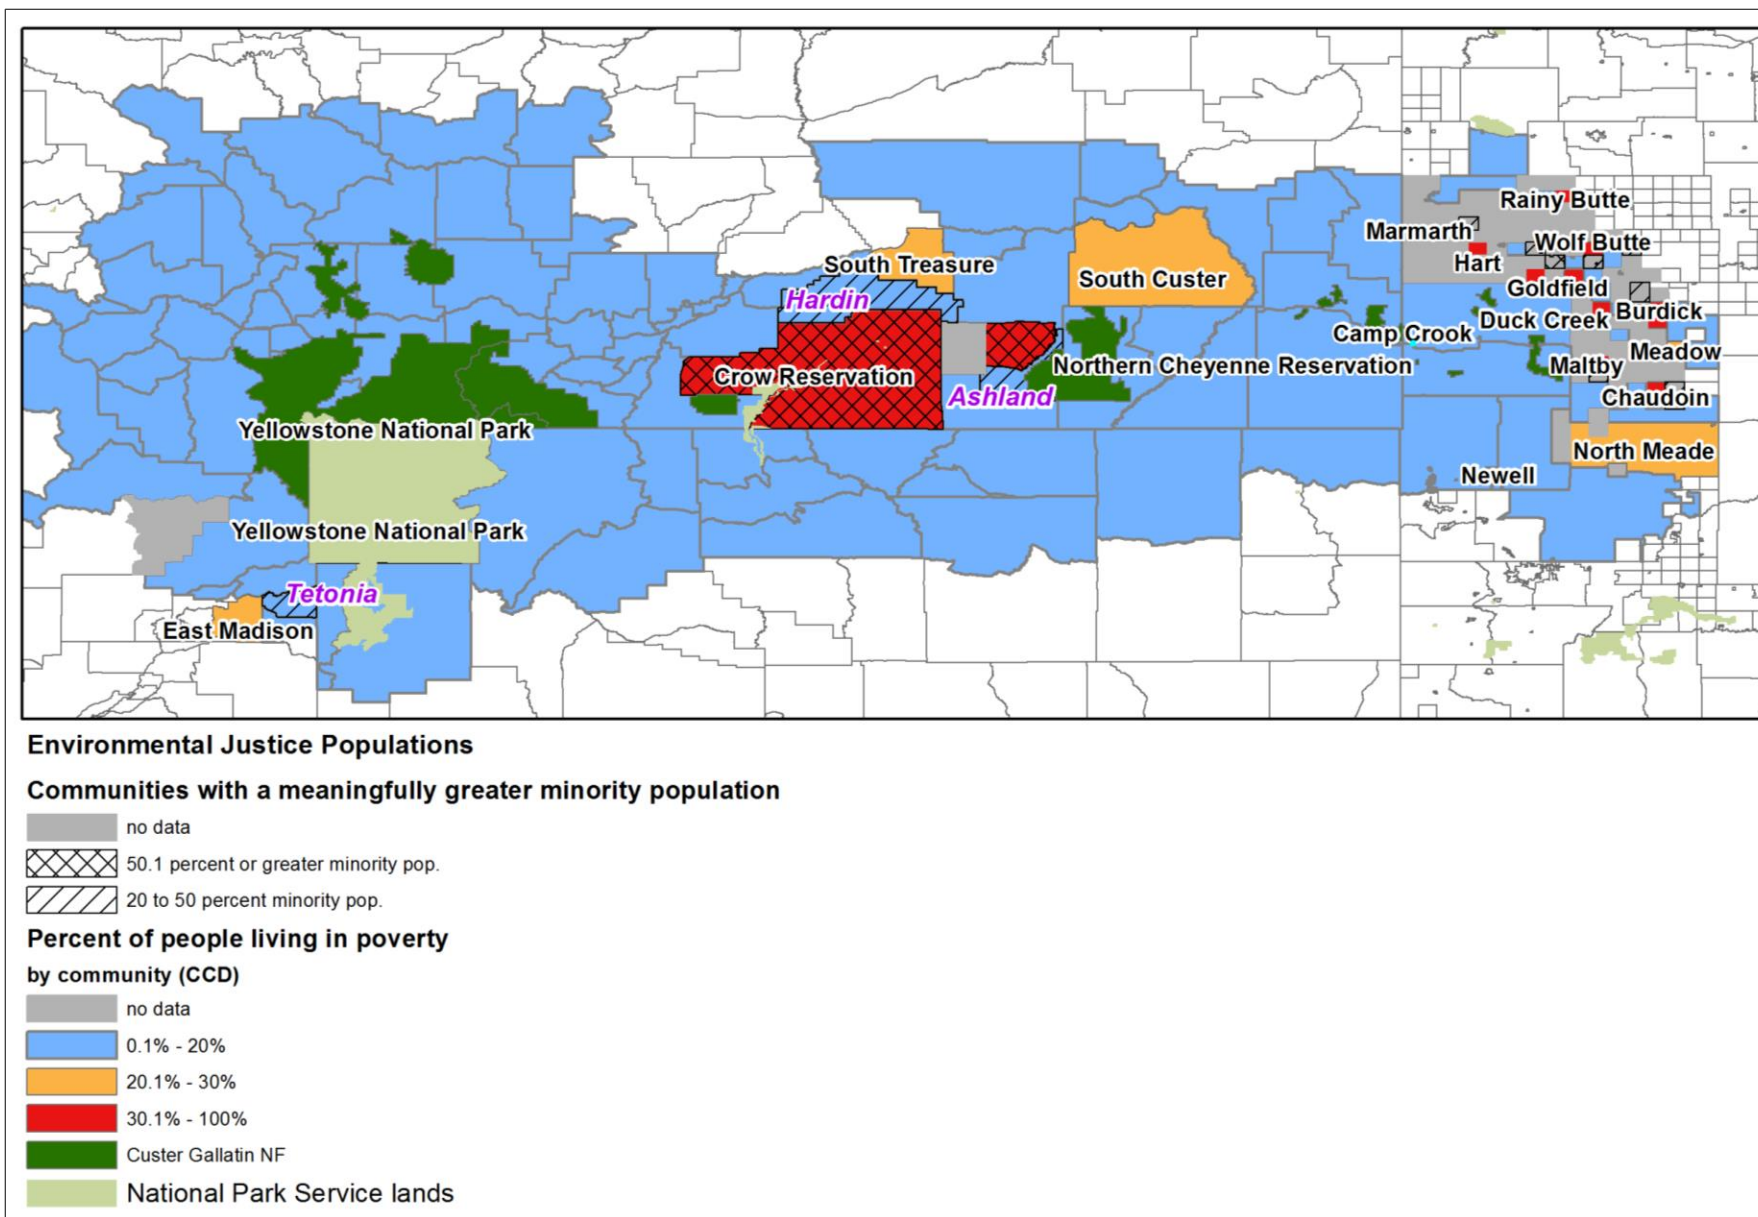 Rainy Butte
Marmarth
Wolf Butte
Hart
South Treasure
South Custer
Goldfield
Hardin
Burdick
Duck Creek
Camp Crook
Meadow
Northern Cheyenne Reservation
Maltby
Crow Reservation
Ashland
Chaudoin
Yellowstone National Park
North Meade
Newell
Yellowstone National Park
Tetonia
East Madison
Environmental Justice Populations
Communities with a meaningfully greater minority population
no data
50.1 percent or greater minority pop.
20 to 50 percent minority pop.
Percent of people living in poverty
by community (CCD)
no data
0.1% - 20%
20.1% - 30%
30.1% - 100%
Custer Gallatin NF
National Park Service lands